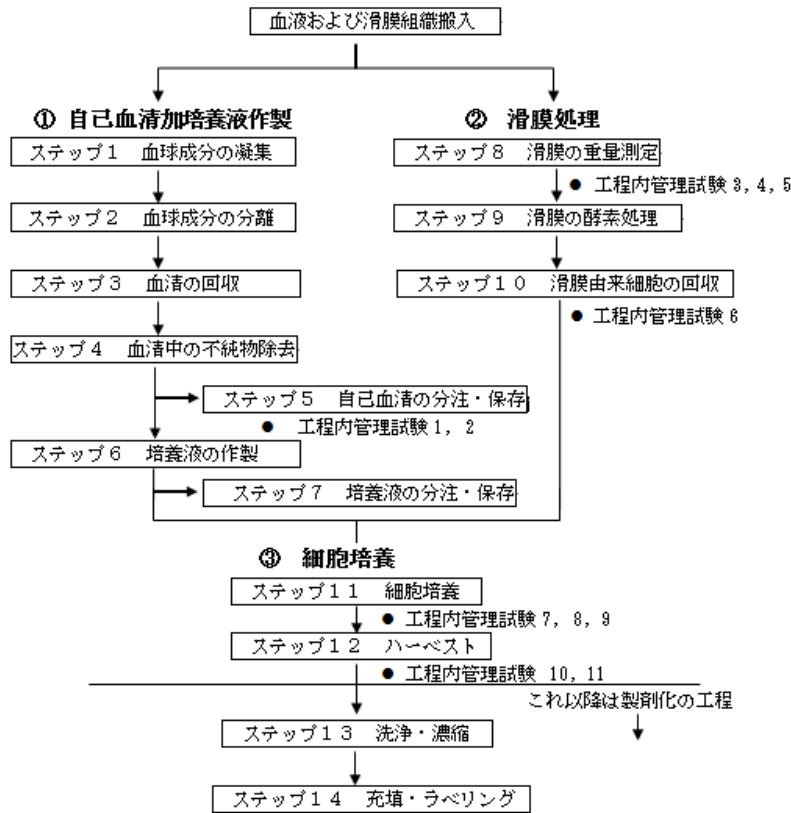 血液および滑膜組織搬入
① 自己血清加培養液作製
ステップ1 血球成分の凝集
ステップ2 血球成分の分離
ステップ3 血清の回収
ステップ4 血清中の不純物除去
ステップ5 自己血清の分注・保存
● 工程内管理試験 1, 2
ステップ6 培養液の作製
ステップ7 培養液の分注・保存
② 滑膜処理
ステップ8 滑膜の重量測定
● 工程内管理試験 3, 4, 5
ステップ9 滑膜の酵素処理
ステップ10 滑膜由来細胞の回収
● 工程内管理試験 6
③ 細胞培養
ステップ11 細胞培養
● 工程内管理試験 7, 8, 9
ステップ12 ハーベスト
● 工程内管理試験 10, 11
これ以降は製剤化の工程
ステップ13 洗浄・濃縮
ステップ14 充填・ラベリング